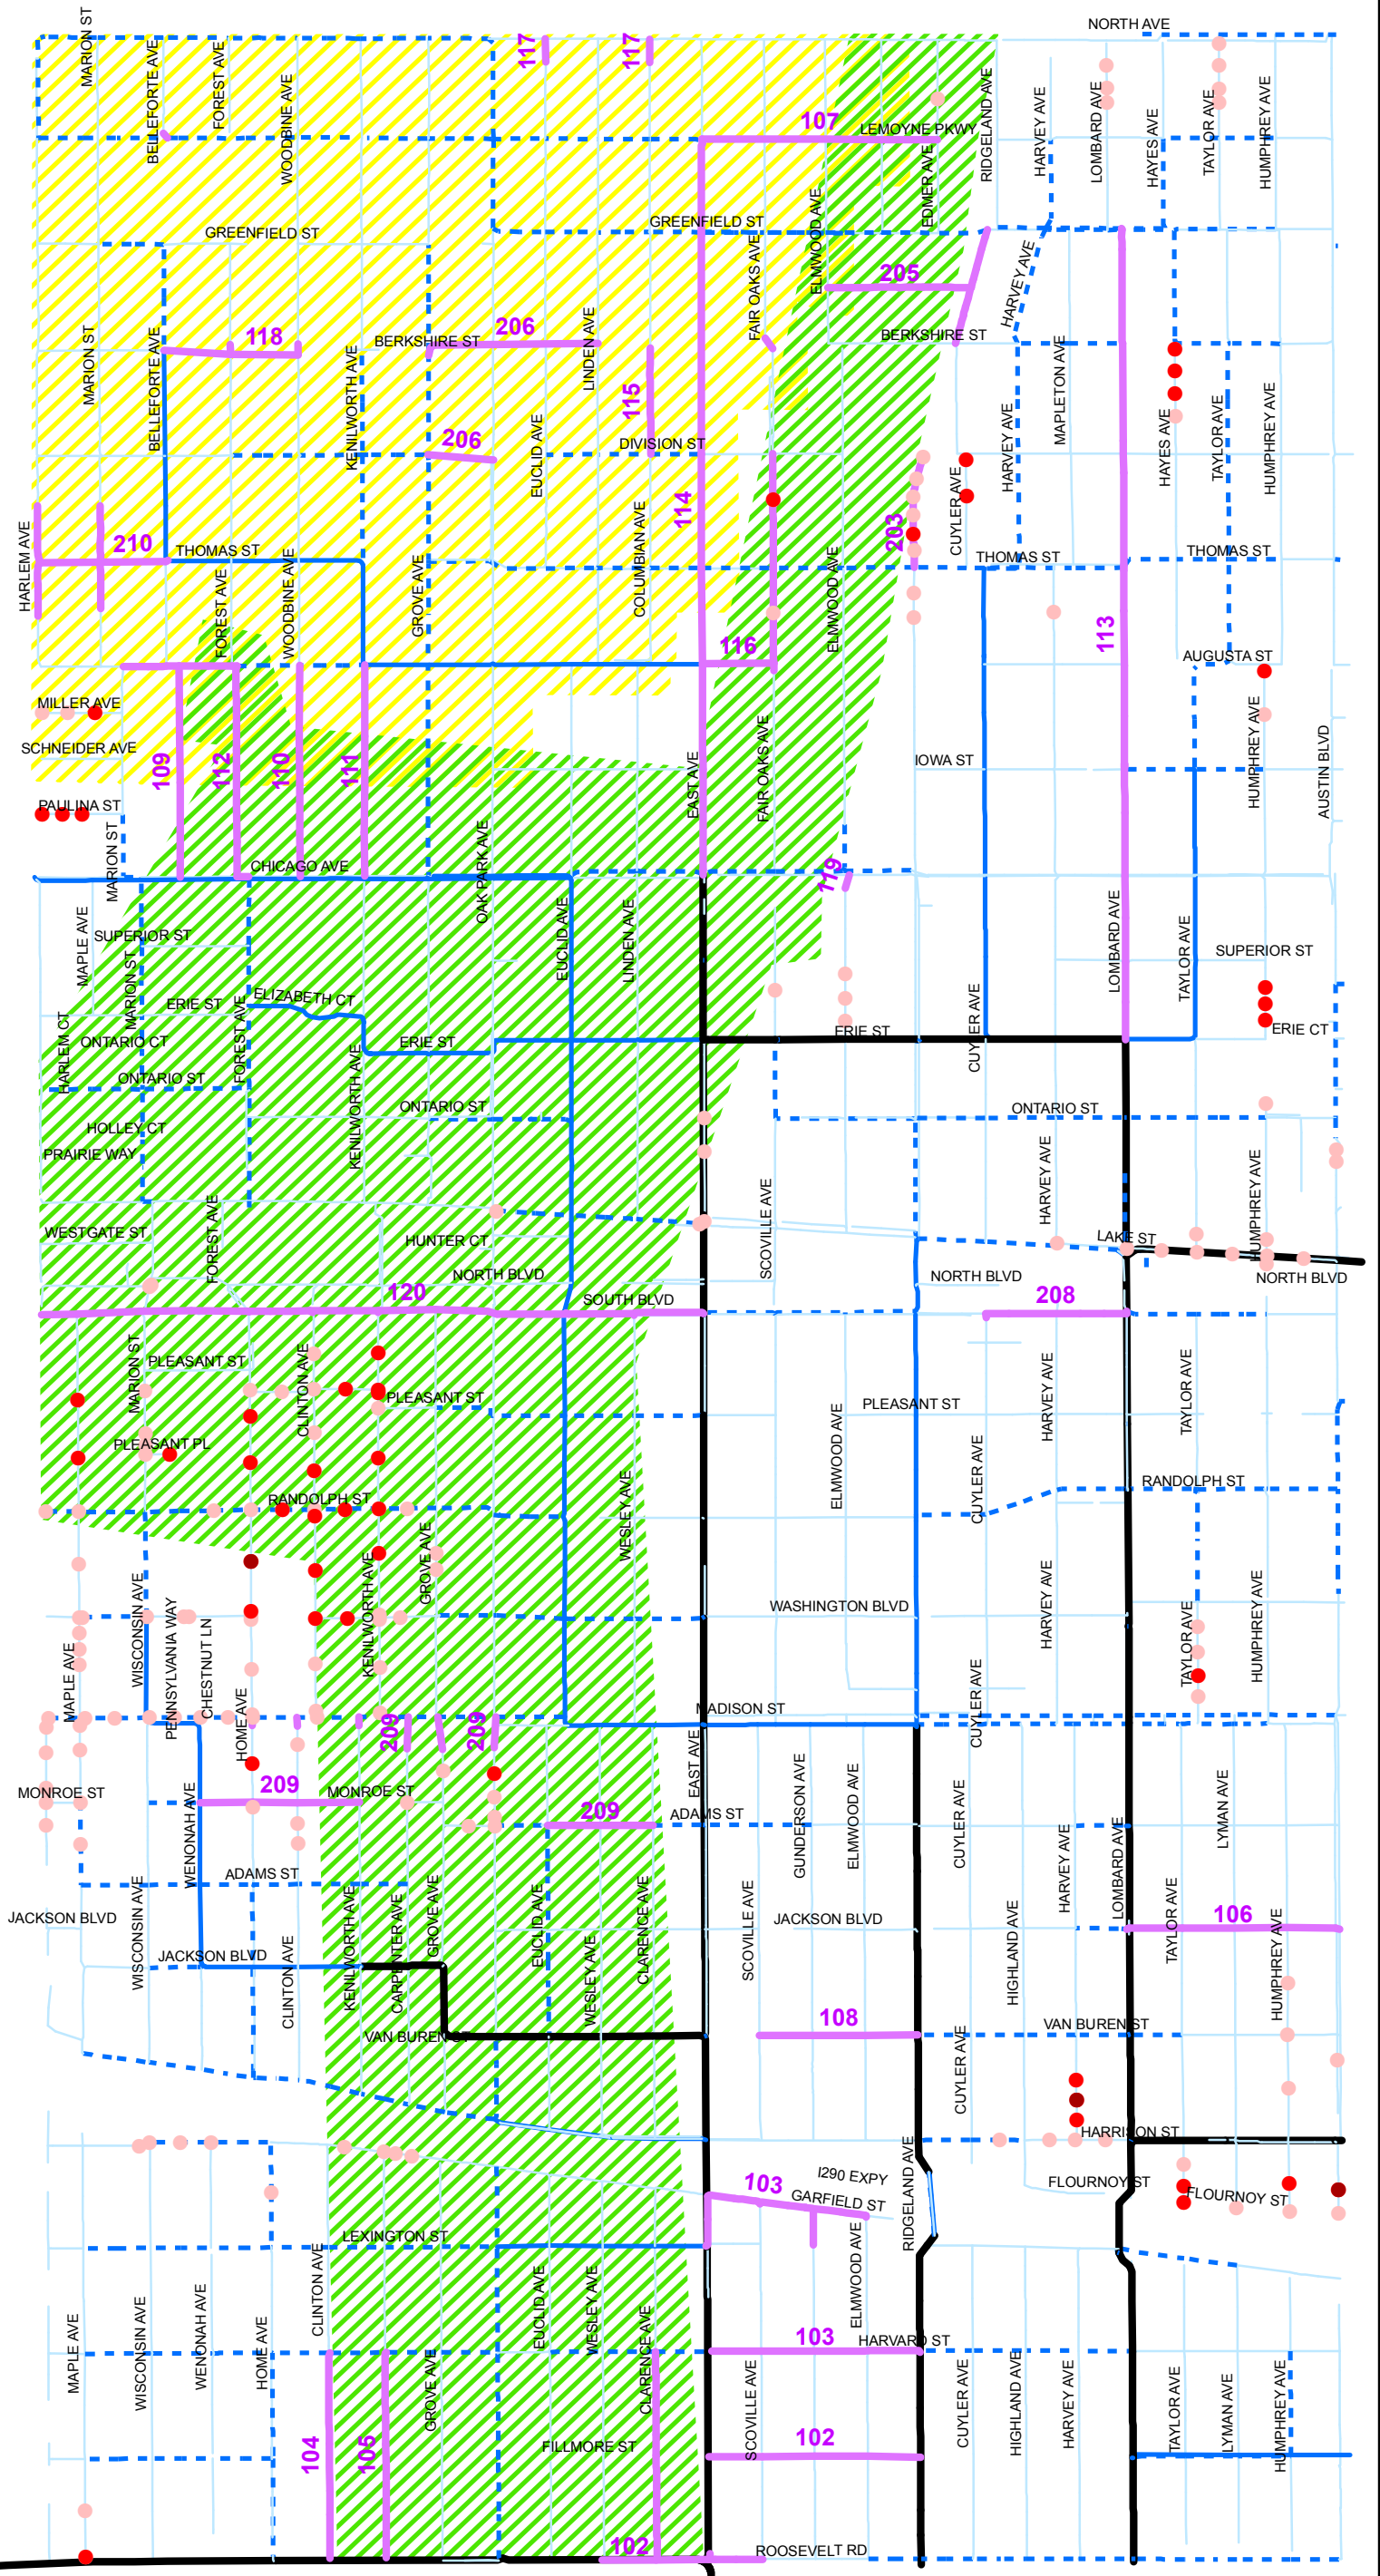 NORTH AVE
MARION ST
BELLEFORTE AVE
FOREST AVE
WOODBINE AVE
117
117
RIDGELAND AVE
HARVEY AVE
LOMBARD AVE
HAYES AVE
TAYLOR AVE
HUMPHREY AVE
107
LEMOYNE PKWY
EDMER AVE
ELMWOOD AVE
GREENFIELD ST
GREENFIELD ST
FAIR OAKS AVE
205
HARVEY AVE
118
BERKSHIRE ST
206
LINDEN AVE
BERKSHIRE ST
MARION ST
BELLEFORTE AVE
KENILWORTH AVE
115
MAPLETON AVE
206
EUCLID AVE
DIVISION ST
HARVEY AVE
HAYES AVE
TAYLOR AVE
HUMPHREY AVE
114
203
CUYLER AVE
HARLEM AVE
210
THOMAS ST
FOREST AVE
WOODBINE AVE
GROVE AVE
COLUMBIAN AVE
ELMWOOD AVE
THOMAS ST
THOMAS ST
116
113
AUGUSTA ST
MILLER AVE
SCHNEIDER AVE
109
112
110
111
EAST AVE
FAIR OAKS AVE
IOWA ST
HUMPHREY AVE
AUSTIN BLVD
PAULINA ST
MARION ST
CHICAGO AVE
OAK PARK AVE
119
MAPLE AVE
SUPERIOR ST
EUCLID AVE
LINDEN AVE
LOMBARD AVE
TAYLOR AVE
SUPERIOR ST
MARION ST
ERIE ST
ELIZABETH CT
FOREST AVE
HARLEM CT
ONTARIO CT
ERIE ST
ERIE ST
CUYLER AVE
ERIE CT
ONTARIO ST
KENILWORTH AVE
ONTARIO ST
ONTARIO ST
HOLLEY CT
PRAIRIE WAY
SCOVILLE AVE
HARVEY AVE
HUMPHREY AVE
WESTGATE ST
FOREST AVE
HUNTER CT
LAKE ST
NORTH BLVD
NORTH BLVD
NORTH BLVD
120
SOUTH BLVD
208
MARION ST
PLEASANT ST
CLINTON AVE
PLEASANT ST
PLEASANT ST
HARVEY AVE
TAYLOR AVE
PLEASANT PL
ELMWOOD AVE
CUYLER AVE
RANDOLPH ST
RANDOLPH ST
WESLEY AVE
GROVE AVE
KENILWORTH AVE
WISCONSIN AVE
PENNSYLVANIA WAY
CHESTNUT LN
WASHINGTON BLVD
HARVEY AVE
TAYLOR AVE
HUMPHREY AVE
MAPLE AVE
HOME AVE
MADISON ST
CUYLER AVE
209
209
EAST AVE
MONROE ST
209
MONROE ST
WENONAH AVE
209
ADAMS ST
GUNDERSON AVE
ELMWOOD AVE
CUYLER AVE
LYMAN AVE
ADAMS ST
HARVEY AVE
LOMBARD AVE
JACKSON BLVD
WISCONSIN AVE
JACKSON BLVD
CLINTON AVE
KENILWORTH AVE
CARPENTER AVE
GROVE AVE
EUCLID AVE
WESLEY AVE
CLARENCE AVE
SCOVILLE AVE
JACKSON BLVD
HIGHLAND AVE
TAYLOR AVE
106
HUMPHREY AVE
VAN BUREN ST
108
VAN BUREN ST
CUYLER AVE
HARRISON ST
I290 EXPY
RIDGELAND AVE
FLOURNOY ST
FLOURNOY ST
103
GARFIELD ST
ELMWOOD AVE
LEXINGTON ST
CLINTON AVE
EUCLID AVE
WESLEY AVE
CLARENCE AVE
103
HARVARD ST
MAPLE AVE
WISCONSIN AVE
WENONAH AVE
HOME AVE
GROVE AVE
SCOVILLE AVE
CUYLER AVE
HIGHLAND AVE
HARVEY AVE
TAYLOR AVE
LYMAN AVE
HUMPHREY AVE
104
105
FILLMORE ST
102
102
ROOSEVELT RD